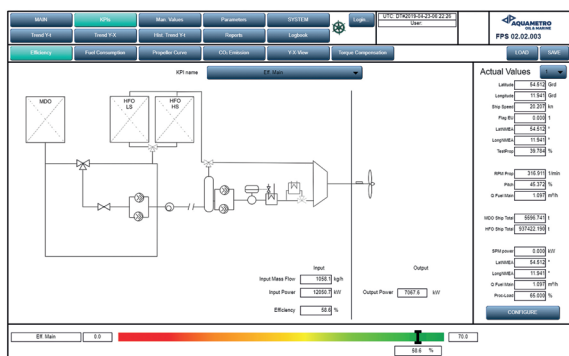 MAIN KPIs Main Values Parameters SYSTEM Login UTC: DT#2019-04-23-06:22:26
User:
AQUAMETRO
OIL & MARINE
Trend Y-t Trend Y-X Hist. Trend Y-t Reports Logbook FPS 02.02.003
Efficiency Fuel Consumption Propeller Curve CO₂ Emission Y-X-View Torque Compensation LOAD SAVE
KPI name Eff. Main
Actual Values 1
MDO
HFO
LS
HFO
HS
Latitude 54.512 Grd
Longitude 11.941 Grd
Ship Speed 20.207 kn
Flag EU 0.000 t
LatNMEA 54.512 °
LongNMEA 11.941 °
TestProp 39.784 %
RPM Prop 316.911 1/min
Pitch 45.372 %
Q Fuel Main 1.097 m³/h
MDO Ship Total 5596.741 t
HFO Ship Total 937422.190 t
SPM power 0.000 kW
LatNMEA 54.512 °
LongNMEA 11.941 °
Q Fuel Main 1.097 m³/h
Proc.Load 65.000 %
CONFIGURE
Input Output
Input Mass Flow 1058.1 kg/h
Input Power 12050.7 kW Output Power 7067.6 kW
Efficiency 58.6 %
Eff. Main 0.0 70.0
58.6 %